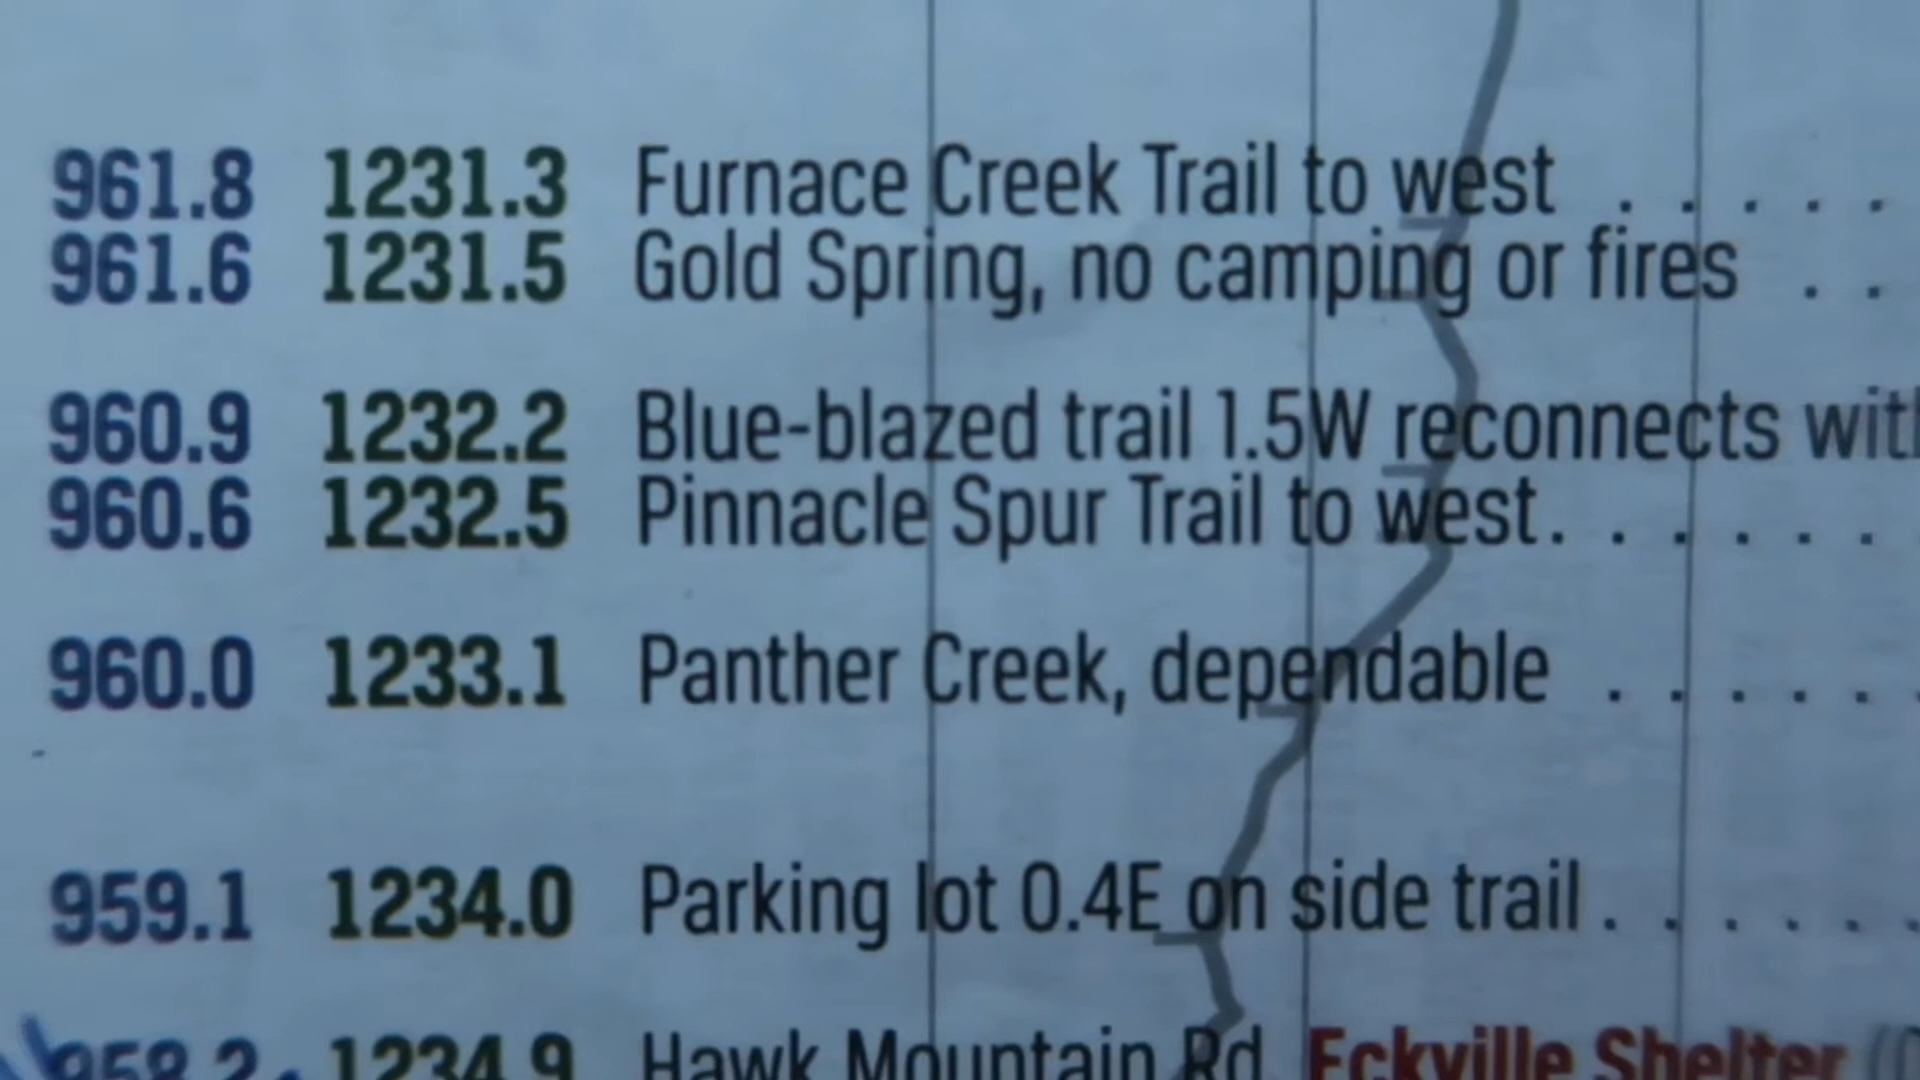 961.8 1231.3 Furnace Creek Trail to west . . . . .
961.6 1231.5 Gold Spring, no camping or fires . .
960.9 1232.2 Blue-blazed trail 1.5W reconnects with
960.6 1232.5 Pinnacle Spur Trail to west. . . . . .
960.0 1233.1 Panther Creek, dependable . . . . . .
959.1 1234.0 Parking lot 0.4E on side trail . . . . . .
958.2 1234.9 Hawk Mountain Rd Eckville Shelter